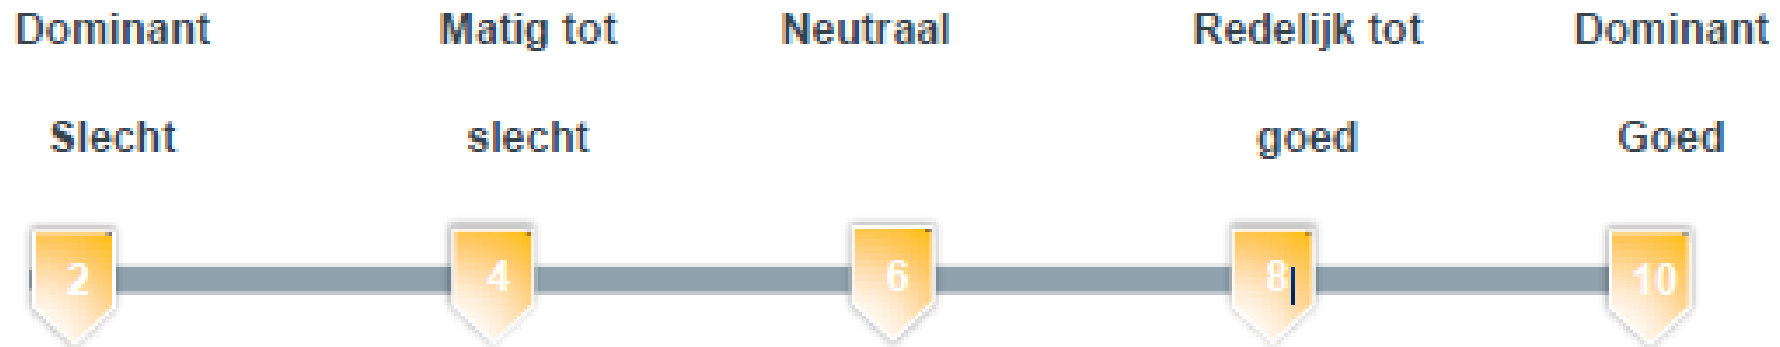 Dominant Matig tot Neutraal Redelijk tot Dominant
Slecht slecht goed Goed
2 4 6 8 10